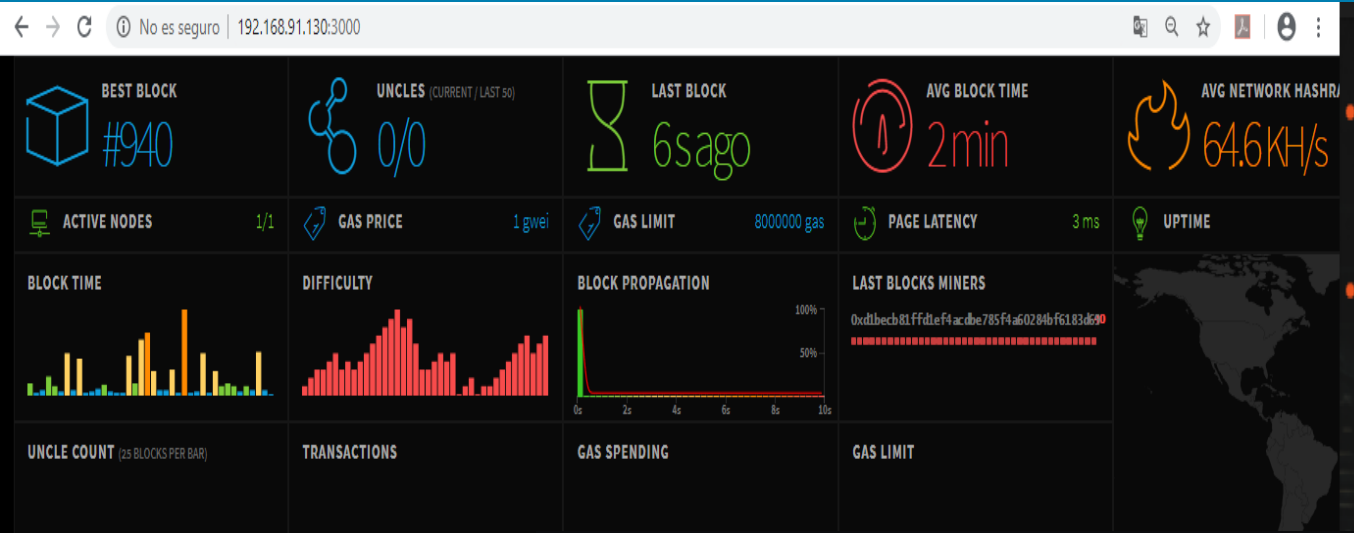 No es seguro 192.168.91.130:3000
BEST BLOCK
#940
UNCLES (CURRENT / LAST 50)
0/0
LAST BLOCK
6 s ago
AVG BLOCK TIME
2 min
AVG NETWORK HASHRA
64.6 KH/s
ACTIVE NODES 1/1
GAS PRICE 1 gwei
GAS LIMIT 8000000 gas
PAGE LATENCY 3 ms
UPTIME
BLOCK TIME
DIFFICULTY
BLOCK PROPAGATION
100%
50%
0s 2s 4s 6s 8s 10s
LAST BLOCKS MINERS
UNCLE COUNT (25 BLOCKS PER BAR)
TRANSACTIONS
GAS SPENDING
GAS LIMIT